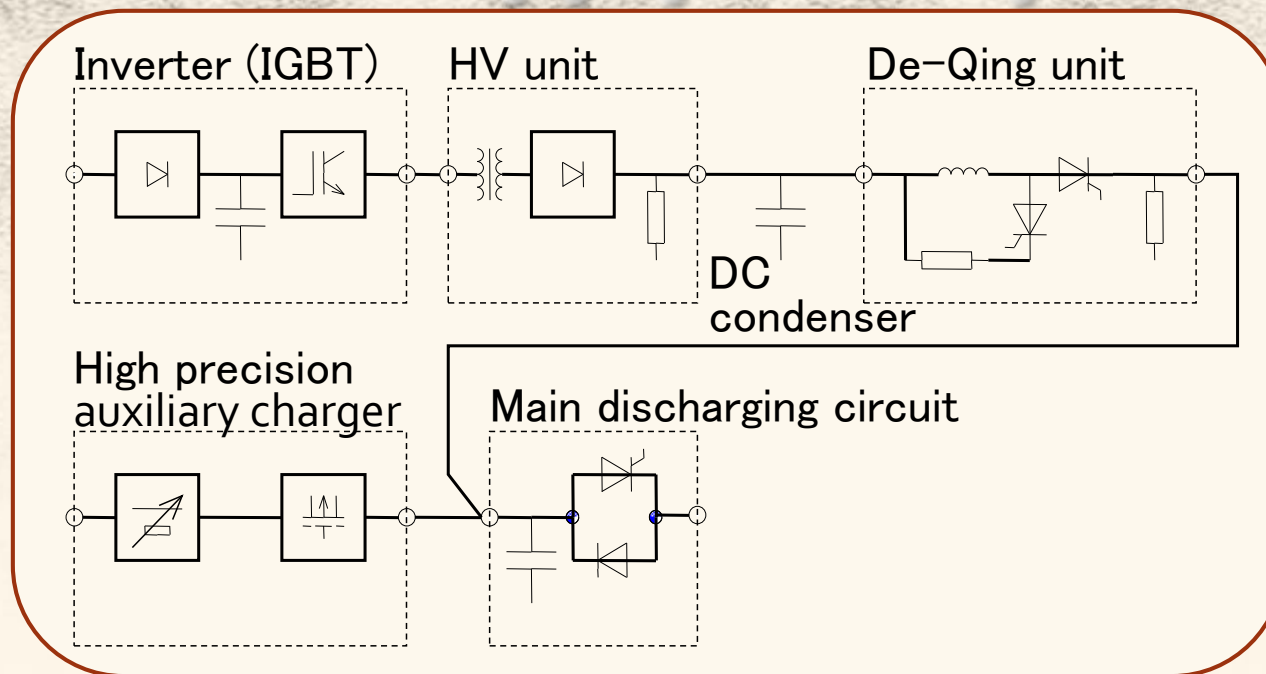 Inverter (IGBT)
HV unit
De-Qing unit
DC
condenser
High precision
auxiliary charger
Main discharging circuit